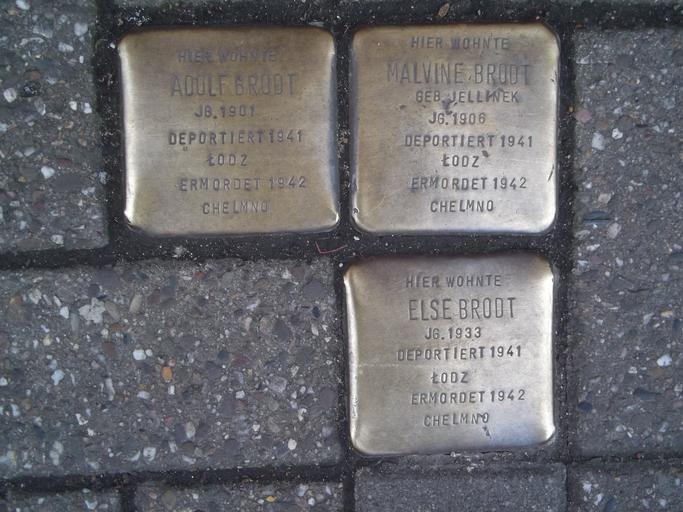 HIER WOHNTE
ADOLF BRODT
JG. 1901
DEPORTIERT 1941
ŁODZ
ERMORDET 1942
CHELMNO
HIER WOHNTE
MALVINE BRODT
GEB. JELLINEK
JG. 1906
DEPORTIERT 1941
ŁODZ
ERMORDET 1942
CHELMNO
HIER WOHNTE
ELSE BRODT
JG. 1933
DEPORTIERT 1941
ŁODZ
ERMORDET 1942
CHELMNO